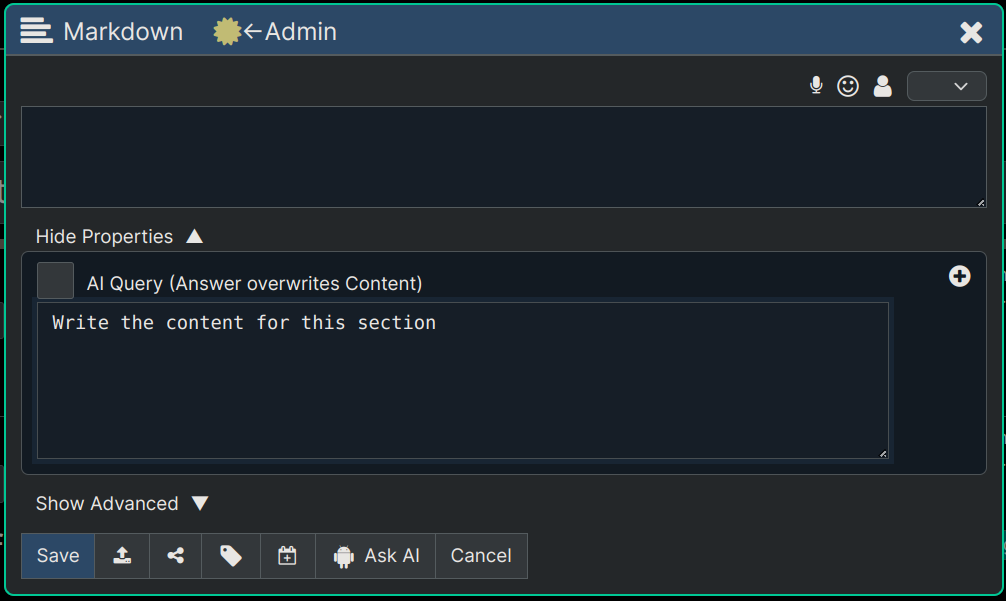 Markdown ←Admin
Hide Properties ▲
AI Query (Answer overwrites Content)
Write the content for this section
Show Advanced ▼
Save Ask AI Cancel